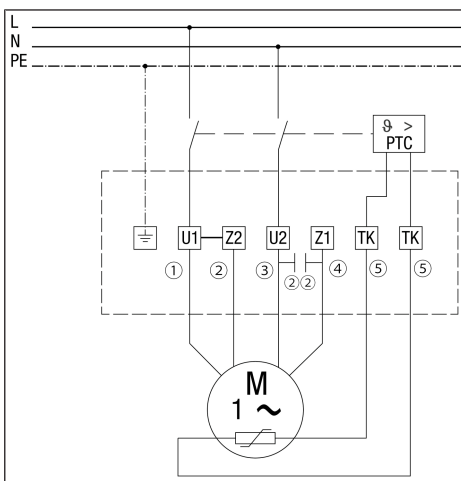 L
N
PE
ϑ >
PTC
U1 Z2 U2 Z1 TK TK
① ② ③ ② ② ④ ⑤ ⑤
M
1 ~